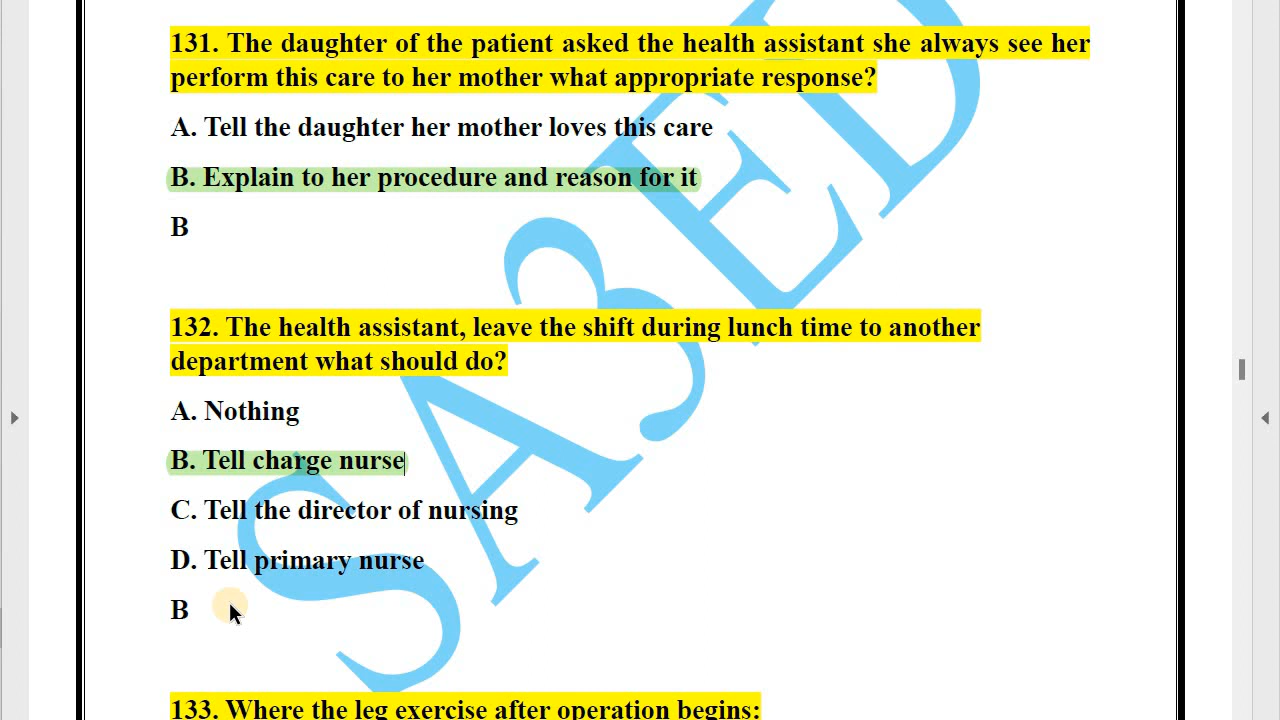 131. The daughter of the patient asked the health assistant she always see her
perform this care to her mother what appropriate response?
A. Tell the daughter her mother loves this care
B. Explain to her procedure and reason for it
B
132. The health assistant, leave the shift during lunch time to another
department what should do?
A. Nothing
B. Tell charge nurse
C. Tell the director of nursing
D. Tell primary nurse
B
133. Where the leg exercise after operation begins:
SA3ED